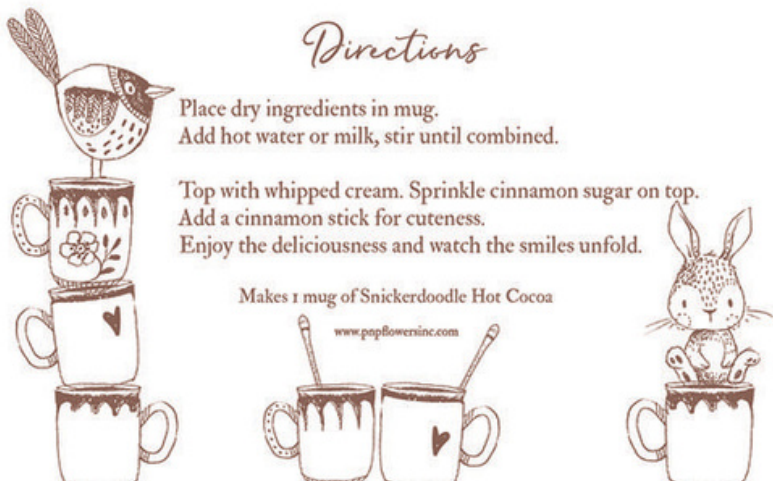 Directions
Place dry ingredients in mug.
Add hot water or milk, stir until combined.
Top with whipped cream. Sprinkle cinnamon sugar on top.
Add a cinnamon stick for cuteness.
Enjoy the deliciousness and watch the smiles unfold.
Makes 1 mug of Snickerdoodle Hot Cocoa
www.pnpflowersinc.com